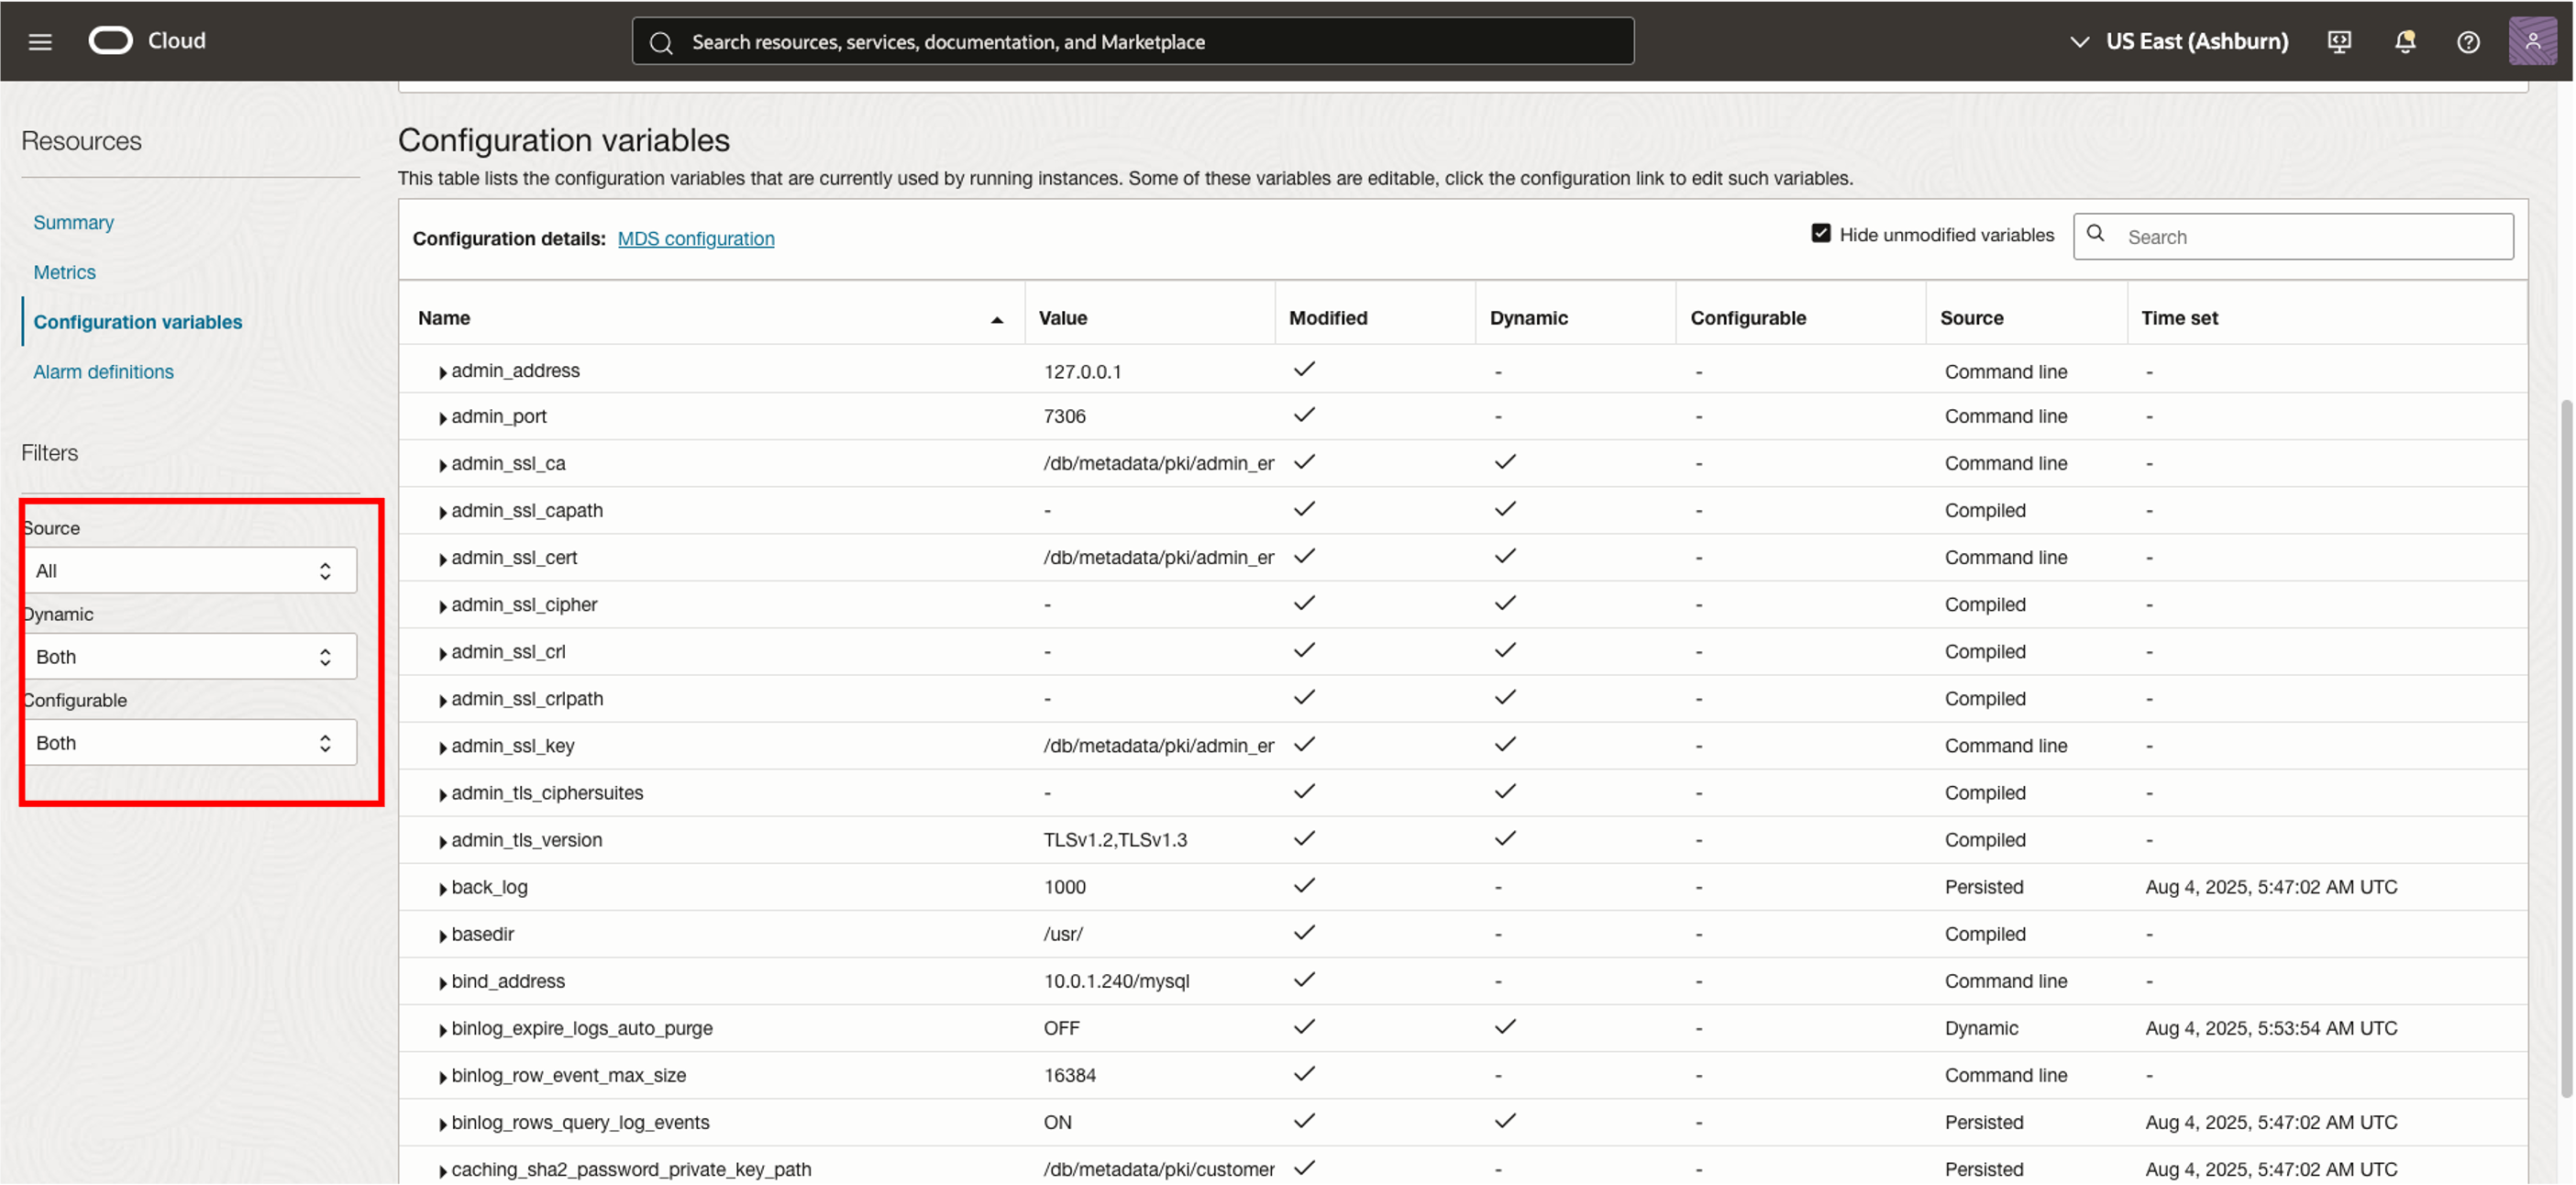 Cloud
Search resources, services, documentation, and Marketplace
US East (Ashburn)
Resources
Summary
Metrics
Configuration variables
Alarm definitions
Filters
Source
All
Dynamic
Both
Configurable
Both
Configuration variables
This table lists the configuration variables that are currently used by running instances. Some of these variables are editable, click the configuration link to edit such variables.
Configuration details: MDS configuration
Hide unmodified variables
Search
Name Value Modified Dynamic Configurable Source Time set
admin_address 127.0.0.1 - - Command line -
admin_port 7306 - - Command line -
admin_ssl_ca /db/metadata/pki/admin_er - Command line -
admin_ssl_capath - - Compiled -
admin_ssl_cert /db/metadata/pki/admin_er - Command line -
admin_ssl_cipher - - Compiled -
admin_ssl_crl - - Compiled -
admin_ssl_crlpath - - Compiled -
admin_ssl_key /db/metadata/pki/admin_er - Command line -
admin_tls_ciphersuites - - Compiled -
admin_tls_version TLSv1.2,TLSv1.3 - Compiled -
back_log 1000 - - Persisted Aug 4, 2025, 5:47:02 AM UTC
basedir /usr/ - - Compiled -
bind_address 10.0.1.240/mysql - - Command line -
binlog_expire_logs_auto_purge OFF - Dynamic Aug 4, 2025, 5:53:54 AM UTC
binlog_row_event_max_size 16384 - - Command line -
binlog_rows_query_log_events ON - Persisted Aug 4, 2025, 5:47:02 AM UTC
caching_sha2_password_private_key_path /db/metadata/pki/customer - - Persisted Aug 4, 2025, 5:47:02 AM UTC